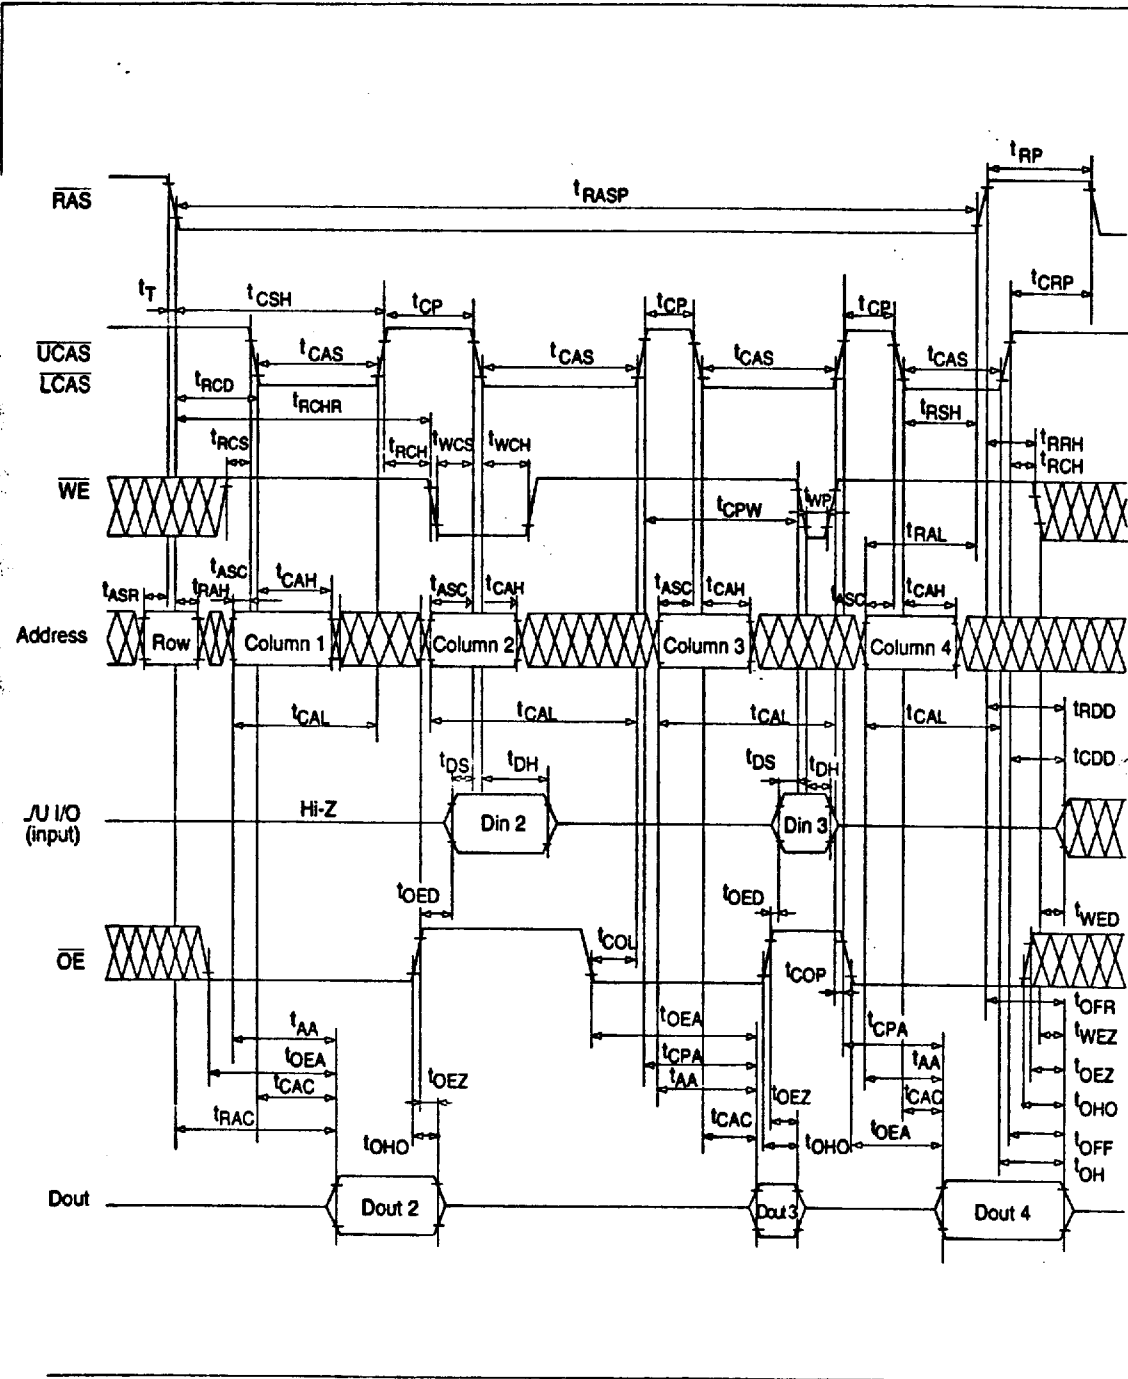 tRP
RAS
tRASP
tT
tCSH
tCP
tCP
tCP
tCRP
UCAS
LCAS
tCAS
tCAS
tCAS
tCAS
tRCD
tRCHR
tRSH
tRCS
tRCH
tWCS
tWCH
tRRH
tRCH
WE
tCPW
tWP
tRAL
tASR
tRAH
tASC
tCAH
tASC
tCAH
tASC
tCAH
tASC
tCAH
Address
Row
Column 1
Column 2
Column 3
Column 4
tCAL
tCAL
tCAL
tCAL
tRDD
tCDD
tDS
tDH
tDS
tDH
/U I/O
(input)
Hi-Z
Din 2
Din 3
tOED
tOED
tWED
OE
tCOL
tCOP
tOFR
tAA
tOEA
tCPA
tWEZ
tOEA
tCPA
tAA
tOEZ
tCAC
tOEZ
tAA
tOEZ
tCAC
tOHO
tRAC
tOHO
tCAC
tOHO
tOEA
tOFF
tOH
Dout
Dout 2
Dout 3
Dout 4